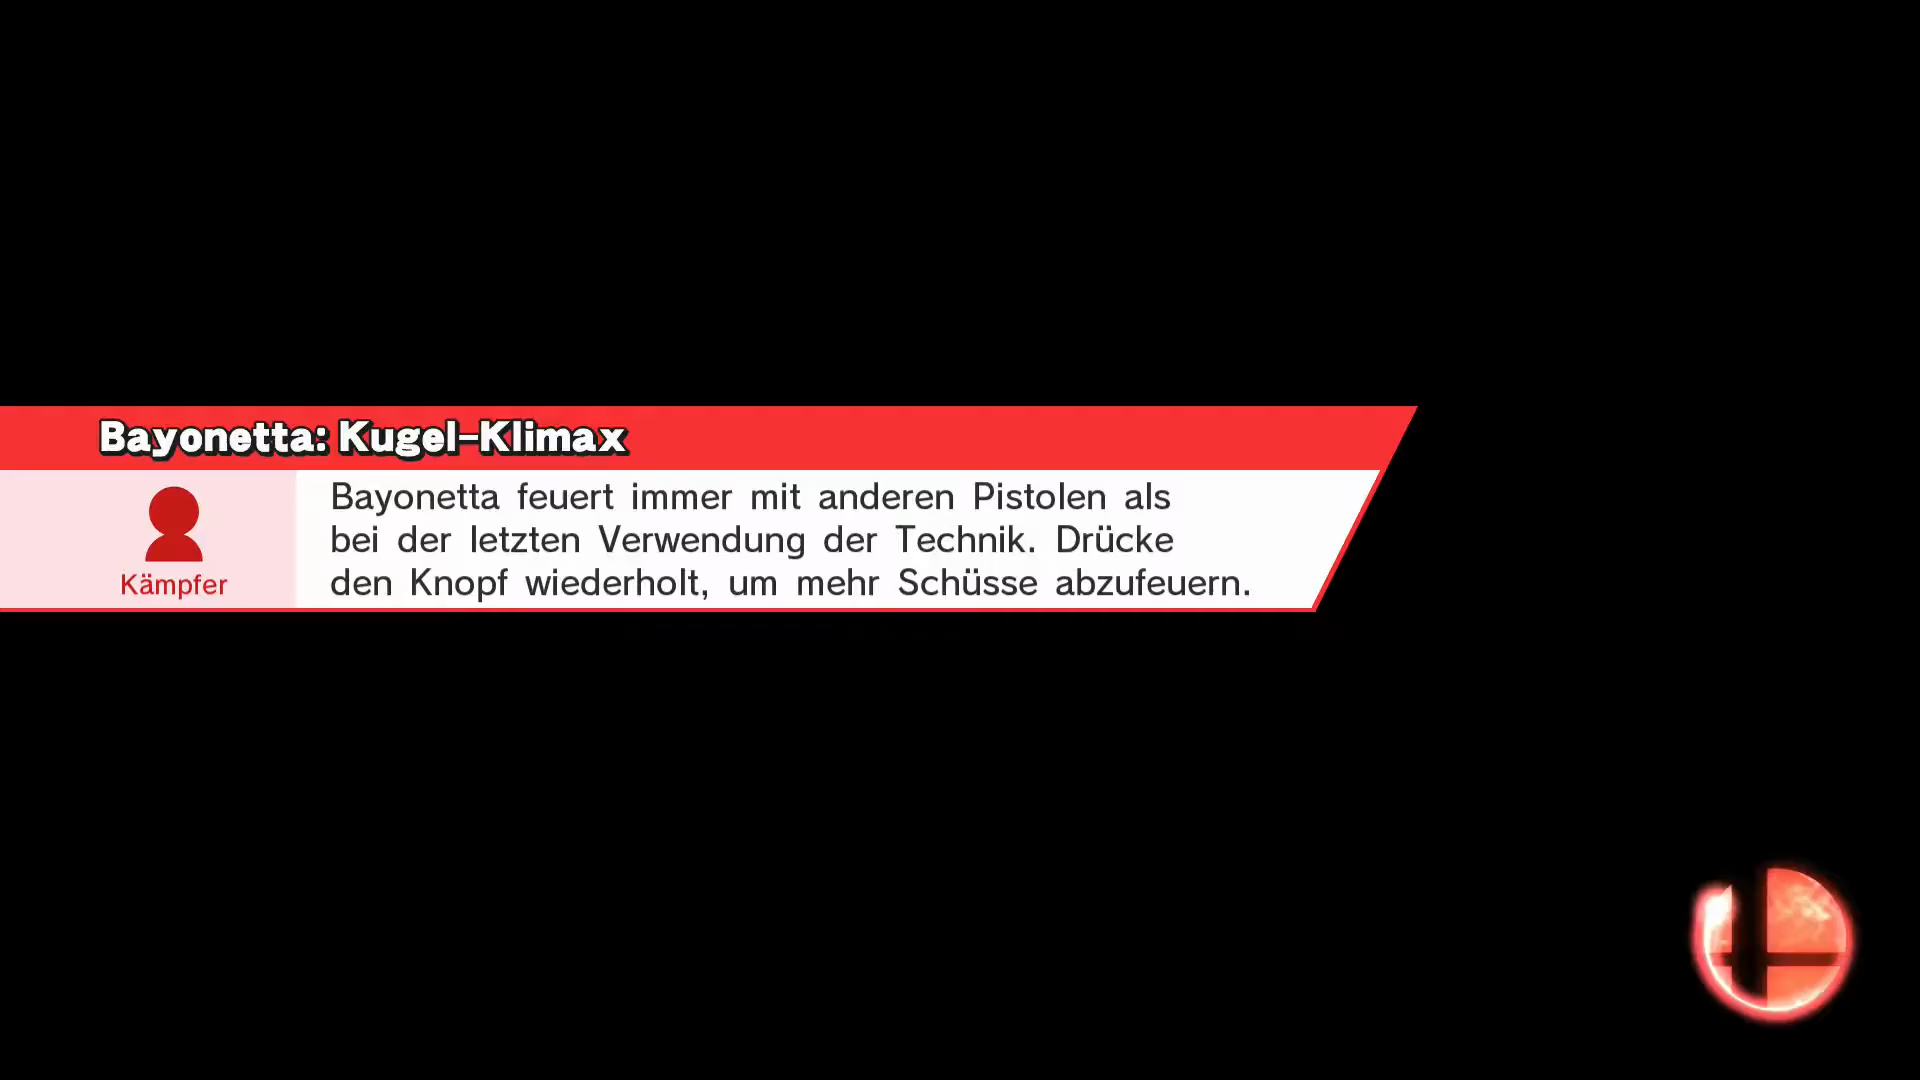 Bayonetta: Kugel-Klimax
Bayonetta feuert immer mit anderen Pistolen als
bei der letzten Verwendung der Technik. Drücke
den Knopf wiederholt, um mehr Schüsse abzufeuern.
Kämpfer